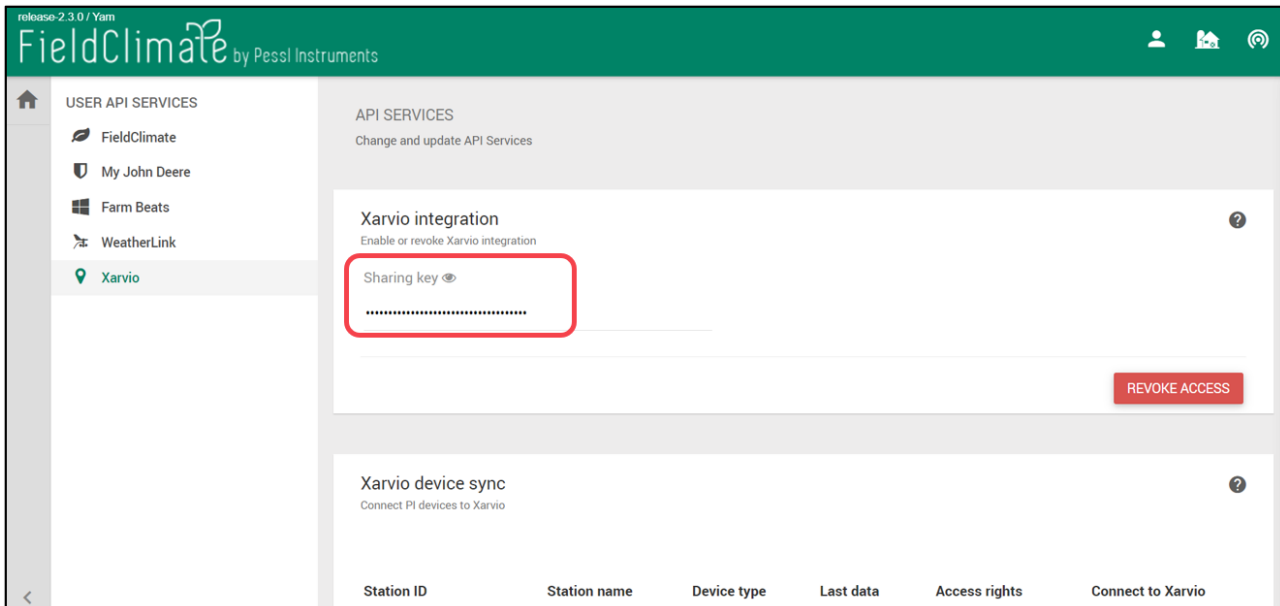 release-2.3.0 / Yam
FieldClimate by Pessl Instruments
USER API SERVICES
FieldClimate
My John Deere
Farm Beats
WeatherLink
Xarvio
API SERVICES
Change and update API Services
Xarvio integration
Enable or revoke Xarvio integration
Sharing key
••••••••••••••••••••••••••••••••••••
REVOKE ACCESS
Xarvio device sync
Connect PI devices to Xarvio
Station ID Station name Device type Last data Access rights Connect to Xarvio